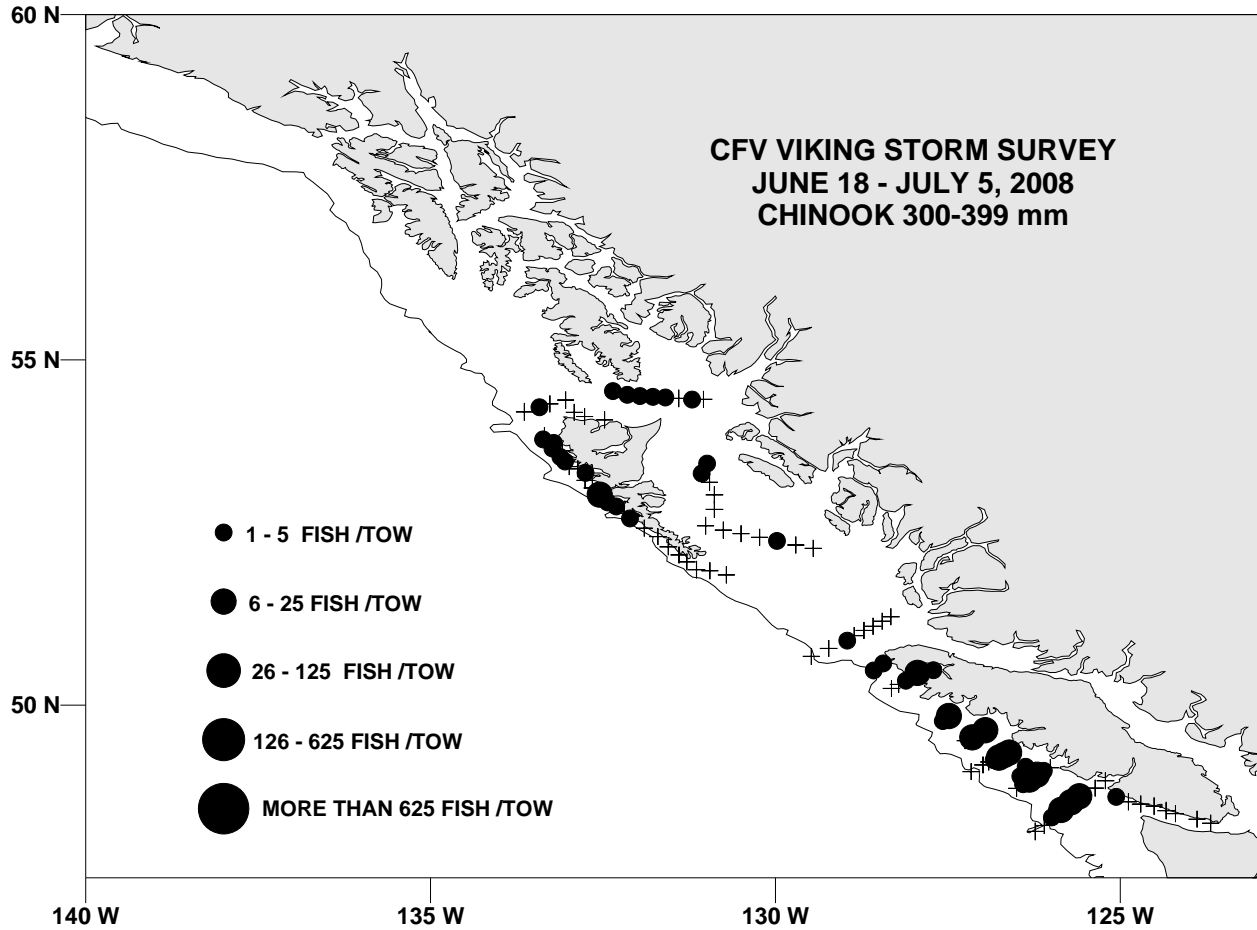 60 N
CFV VIKING STORM SURVEY
JUNE 18 - JULY 5, 2008
CHINOOK 300-399 mm
55 N
1 - 5 FISH /TOW
6 - 25 FISH /TOW
26 - 125 FISH /TOW
50 N
126 - 625 FISH /TOW
MORE THAN 625 FISH /TOW
140 W
135 W
130 W
125 W